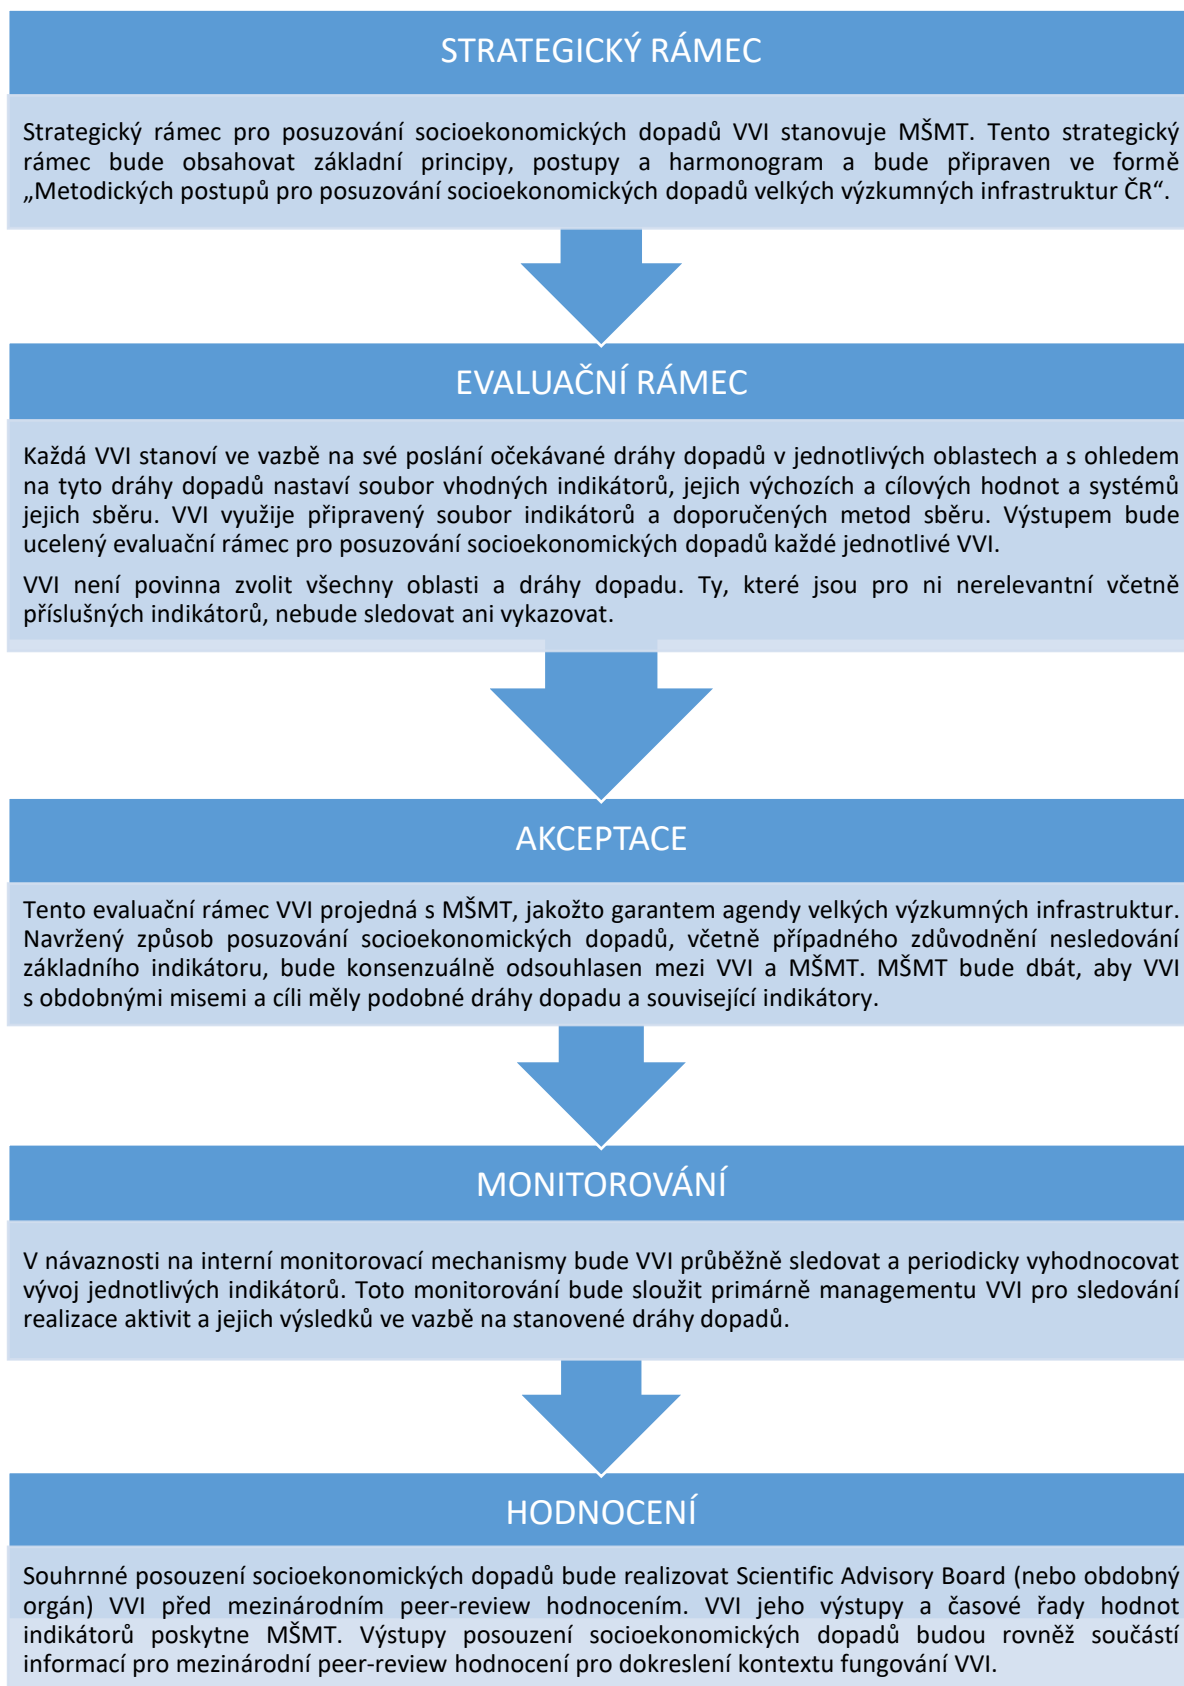 STRATEGICKÝ RÁMEC
Strategický rámec pro posuzování socioekonomických dopadů VVI stanovuje MŠMT. Tento strategický
rámec bude obsahovat základní principy, postupy a harmonogram a bude připraven ve formě
„Metodických postupů pro posuzování socioekonomických dopadů velkých výzkumných infrastruktur ČR“.
EVALUAČNÍ RÁMEC
Každá VVI stanoví ve vazbě na své poslání očekávané dráhy dopadů v jednotlivých oblastech a s ohledem
na tyto dráhy dopadů nastaví soubor vhodných indikátorů, jejich výchozích a cílových hodnot a systémů
jejich sběru. VVI využije připravený soubor indikátorů a doporučených metod sběru. Výstupem bude
ucelený evaluační rámec pro posuzování socioekonomických dopadů každé jednotlivé VVI.
VVI není povinna zvolit všechny oblasti a dráhy dopadu. Ty, které jsou pro ni nerelevantní včetně
příslušných indikátorů, nebude sledovat ani vykazovat.
AKCEPTACE
Tento evaluační rámec VVI projedná s MŠMT, jakožto garantem agendy velkých výzkumných infrastruktur.
Navržený způsob posuzování socioekonomických dopadů, včetně případného zdůvodnění nesledování
základního indikátoru, bude konsenzuálně odsouhlasen mezi VVI a MŠMT. MŠMT bude dbát, aby VVI
s obdobnými misemi a cíli měly podobné dráhy dopadu a související indikátory.
MONITOROVÁNÍ
V návaznosti na interní monitorovací mechanismy bude VVI průběžně sledovat a periodicky vyhodnocovat
vývoj jednotlivých indikátorů. Toto monitorování bude sloužit primárně managementu VVI pro sledování
realizace aktivit a jejich výsledků ve vazbě na stanovené dráhy dopadů.
HODNOCENÍ
Souhrnné posouzení socioekonomických dopadů bude realizovat Scientific Advisory Board (nebo obdobný
orgán) VVI před mezinárodním peer-review hodnocením. VVI jeho výstupy a časové řady hodnot
indikátorů poskytne MŠMT. Výstupy posouzení socioekonomických dopadů budou rovněž součástí
informací pro mezinárodní peer-review hodnocení pro dokreslení kontextu fungování VVI.